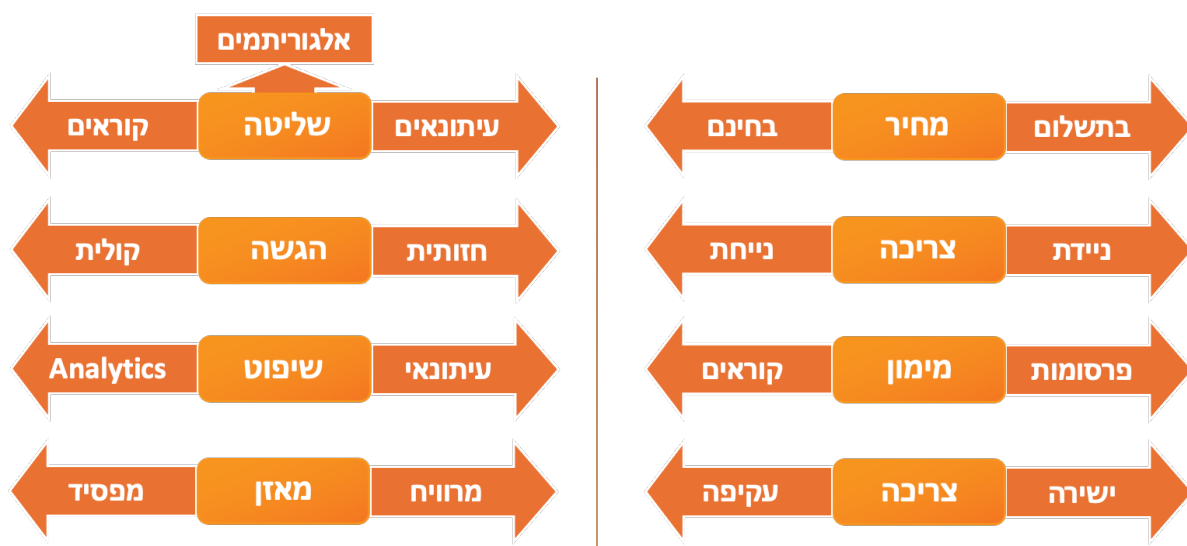 בתשלום
מחיר
בחינם
ניידת
צריכה
נייחת
פרסומות
מימון
קוראים
ישירה
צריכה
עקיפה
אלגוריתמים
עיתונאים
שליטה
קוראים
חזותית
הגשה
קולית
עיתונאי
שיפוט
Analytics
מרוויח
מאזן
מפסיד